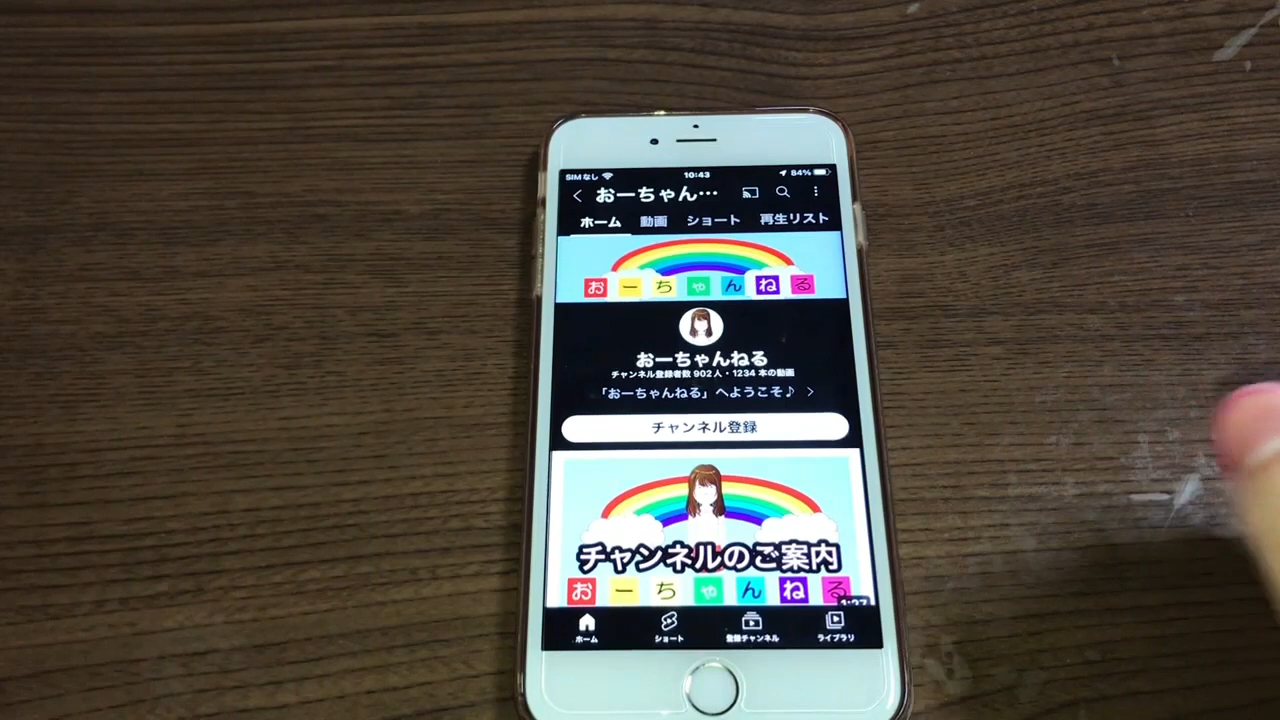 SIMなし 10:43 84%
おーちゃん…
ホーム 動画 ショート 再生リスト
おーちゃんねる
おーちゃんねる
チャンネル登録者数 902人・1234 本の動画
「おーちゃんねる」へようこそ♪
チャンネル登録
チャンネルのご案内
おーちゃんねる
1:27
ホーム ショート 登録チャンネル ライブラリ